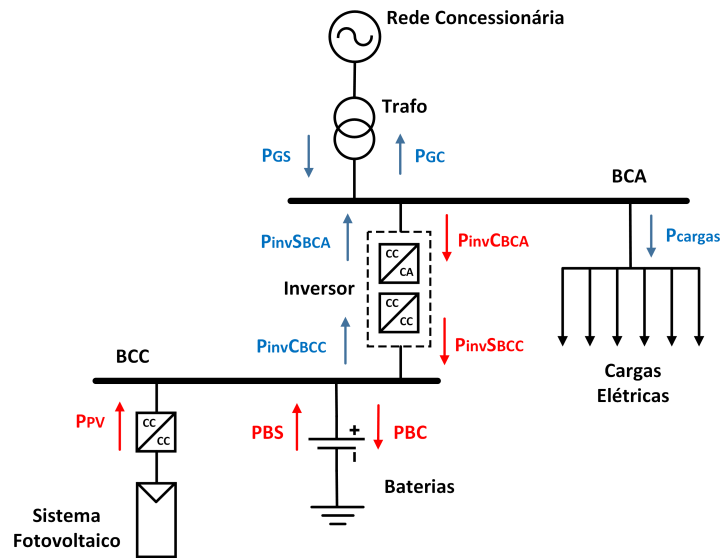 Rede Concessionária
Trafo
PGS
PGC
BCA
PinvSBCA
PinvCBCA
Pcargas
CC
CA
Inversor
CC
CC
PinvCBCC
PinvSBCC
BCC
Cargas
Elétricas
PPV
CC
CC
PBS
+
PBC
Baterias
Sistema
Fotovoltaico